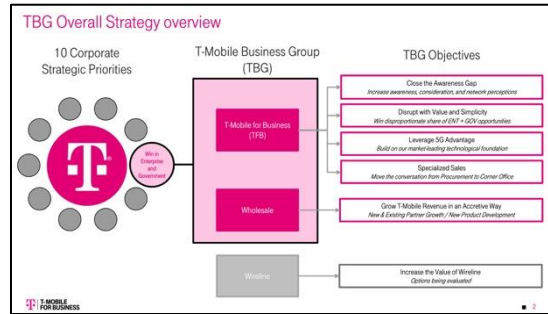 TBG Overall Strategy overview
10 Corporate
Strategic Priorities
T-Mobile Business Group
(TBG)
TBG Objectives
T
Win in
Enterprise
and
Government
T-Mobile for Business
(TFB)
Wholesale
Wireline
Close the Awareness Gap
Increase awareness, consideration, and network perceptions
Disrupt with Value and Simplicity
Win disproportionate share of ENT + GOV opportunities
Leverage 5G Advantage
Build on our market-leading technological foundation
Specialized Sales
Move the conversation from Procurement to Corner Office
Grow T-Mobile Revenue in an Accretive Way
New & Existing Partner Growth / New Product Development
Increase the Value of Wireline
Options being evaluated
T T-MOBILE
FOR BUSINESS
2